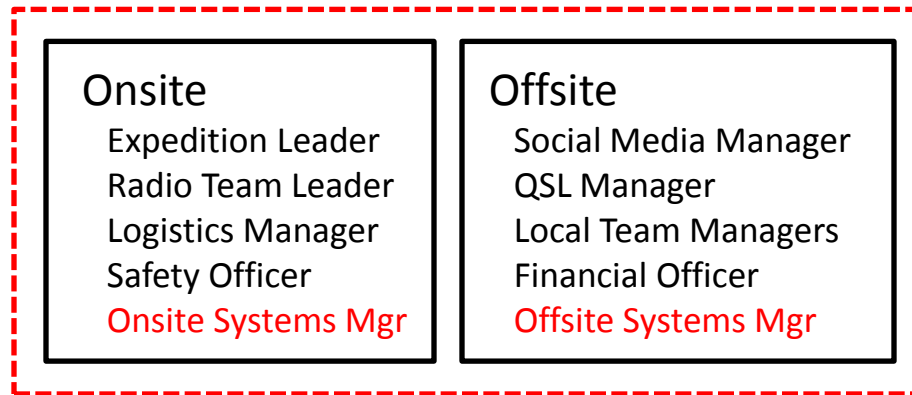 Onsite
Expedition Leader
Radio Team Leader
Logistics Manager
Safety Officer
Onsite Systems Mgr
Offsite
Social Media Manager
QSL Manager
Local Team Managers
Financial Officer
Offsite Systems Mgr